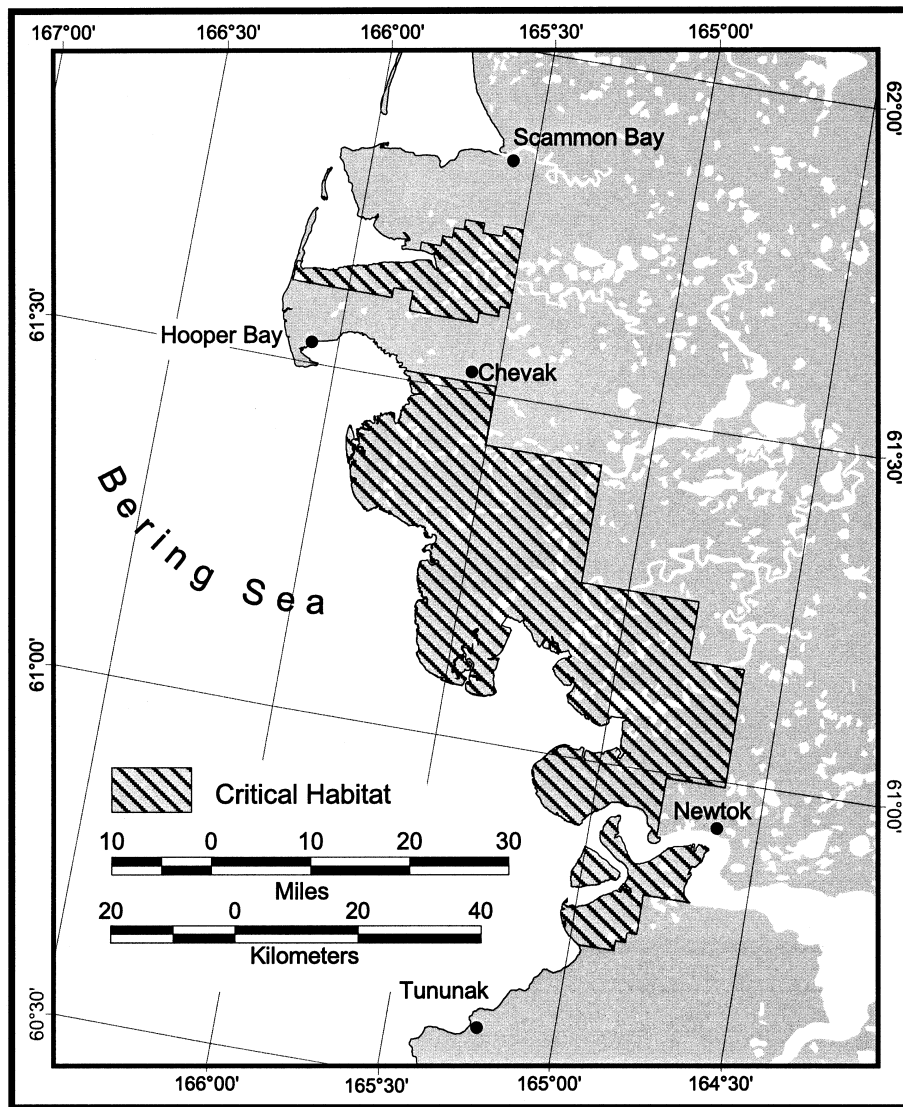 167°00' 166°30' 166°00' 165°30' 165°00'
62°00'
Scammon Bay
61°30'
Hooper Bay
Chevak
61°30'
Bering Sea
61°00'
Critical Habitat
61°00'
Newtok
10 0 10 20 30
Miles
20 0 20 40
Kilometers
Tununak
60°30'
166°00' 165°30' 165°00' 164°30'